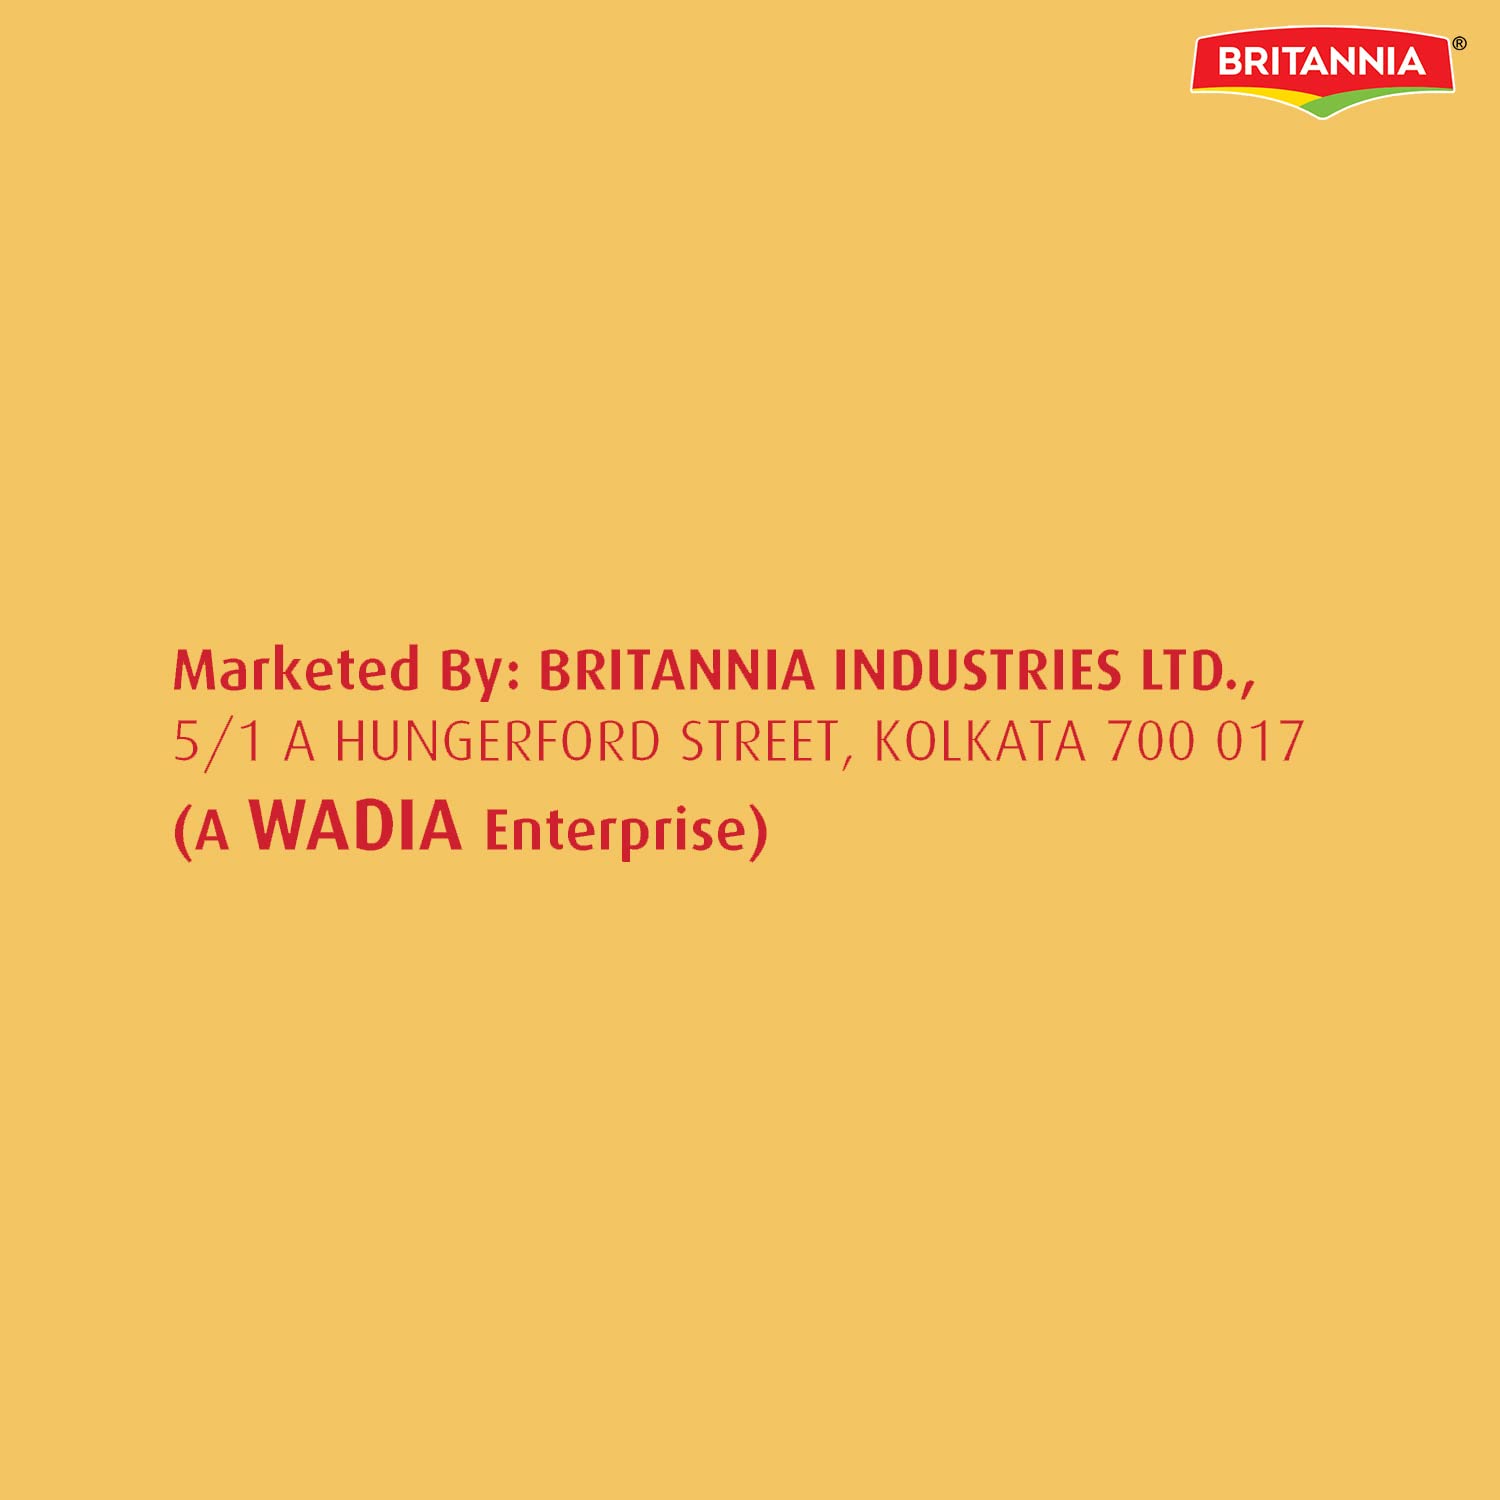 BRITANNIA®
Marketed By: BRITANNIA INDUSTRIES LTD.,
5/1 A HUNGERFORD STREET, KOLKATA 700 017
(A WADIA Enterprise)